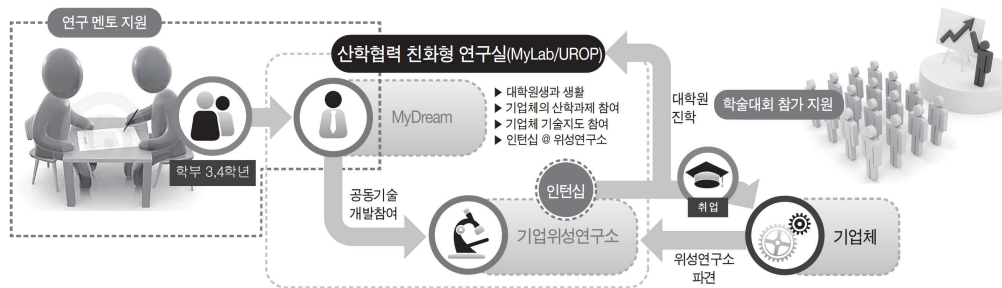 연구 멘토 지원
산학협력 친화형 연구실(MyLab/UROP)
▶ 대학원생과 생활
▶ 기업체의 산학과제 참여
▶ 기업체 기술지도 참여
▶ 인턴십 @ 위성연구소
MyDream
학부 3,4학년
대학원
진학
학술대회 참가 지원
공동기술
개발참여
인턴십
취업
기업위성연구소
기업체
위성연구소
파견